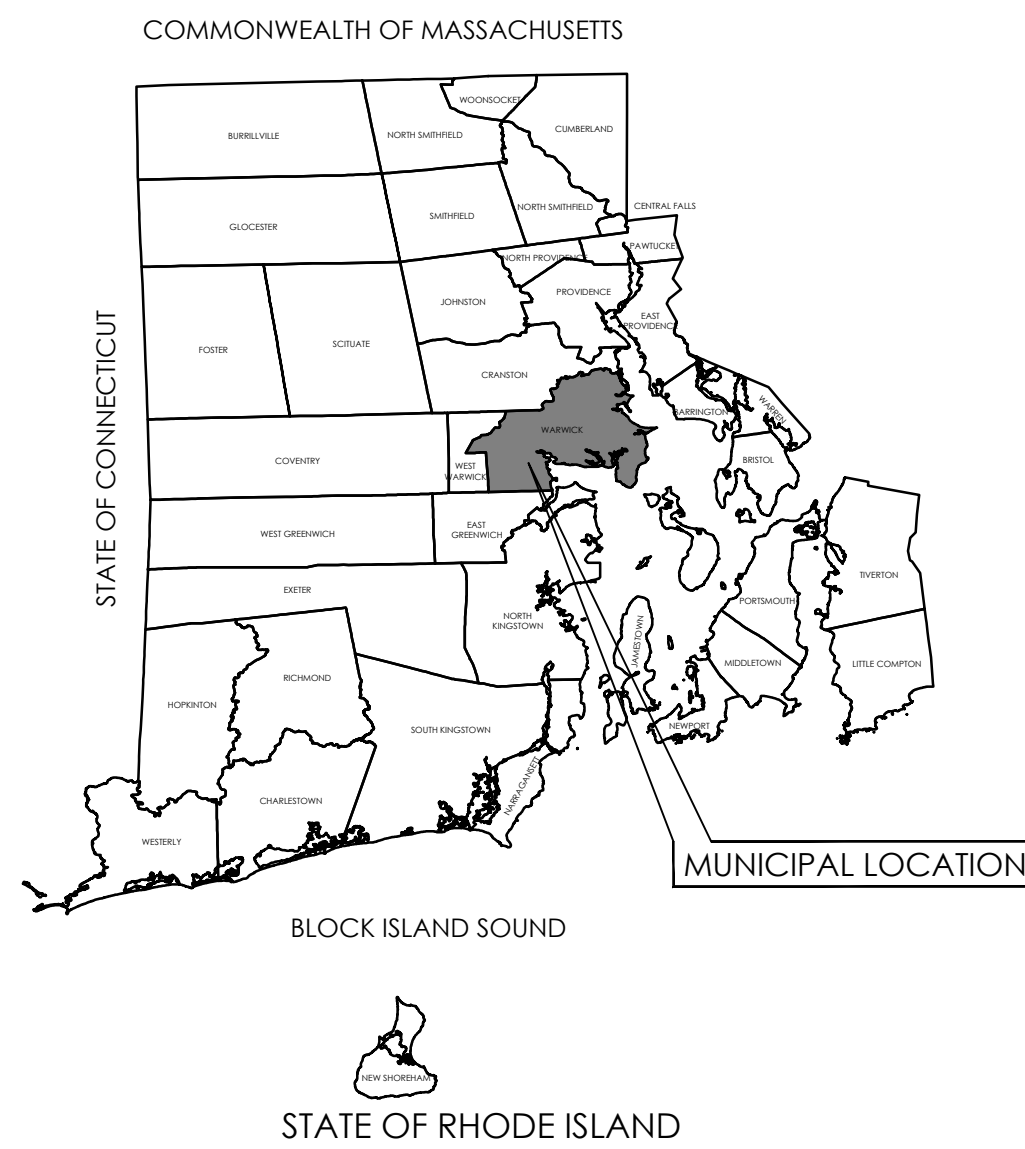 COMMONWEALTH OF MASSACHUSETTS
WOONSOCKET
BURRILLVILLE
NORTH SMITHFIELD
CUMBERLAND
GLOCESTER
SMITHFIELD
NORTH SMITHFIELD
CENTRAL FALLS
PAWTUCKET
NORTH PROVIDENCE
JOHNSTON
PROVIDENCE
EAST
PROVIDENCE
STATE OF CONNECTICUT
FOSTER
SCITUATE
CRANSTON
BARRINGTON
WARREN
WARWICK
COVENTRY
WEST
WARWICK
BRISTOL
WEST GREENWICH
EAST
GREENWICH
TIVERTON
EXETER
NORTH
KINGSTOWN
PORTSMOUTH
JAMESTOWN
MIDDLETOWN
LITTLE COMPTON
RICHMOND
HOPKINTON
SOUTH KINGSTOWN
NEWPORT
NARRAGANSETT
CHARLESTOWN
WESTERLY
MUNICIPAL LOCATION
BLOCK ISLAND SOUND
NEW SHOREHAM
STATE OF RHODE ISLAND